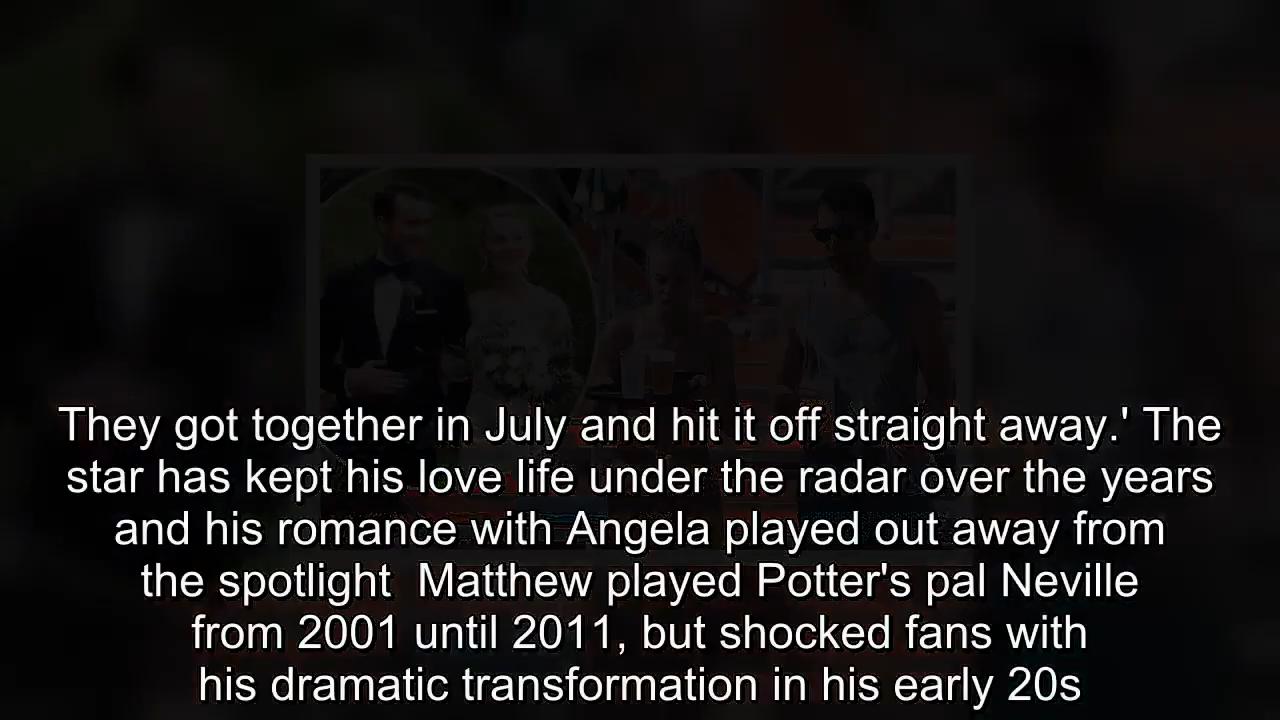 They got together in July and hit it off straight away.' The
star has kept his love life under the radar over the years
and his romance with Angela played out away from
the spotlight  Matthew played Potter's pal Neville
from 2001 until 2011, but shocked fans with
his dramatic transformation in his early 20s